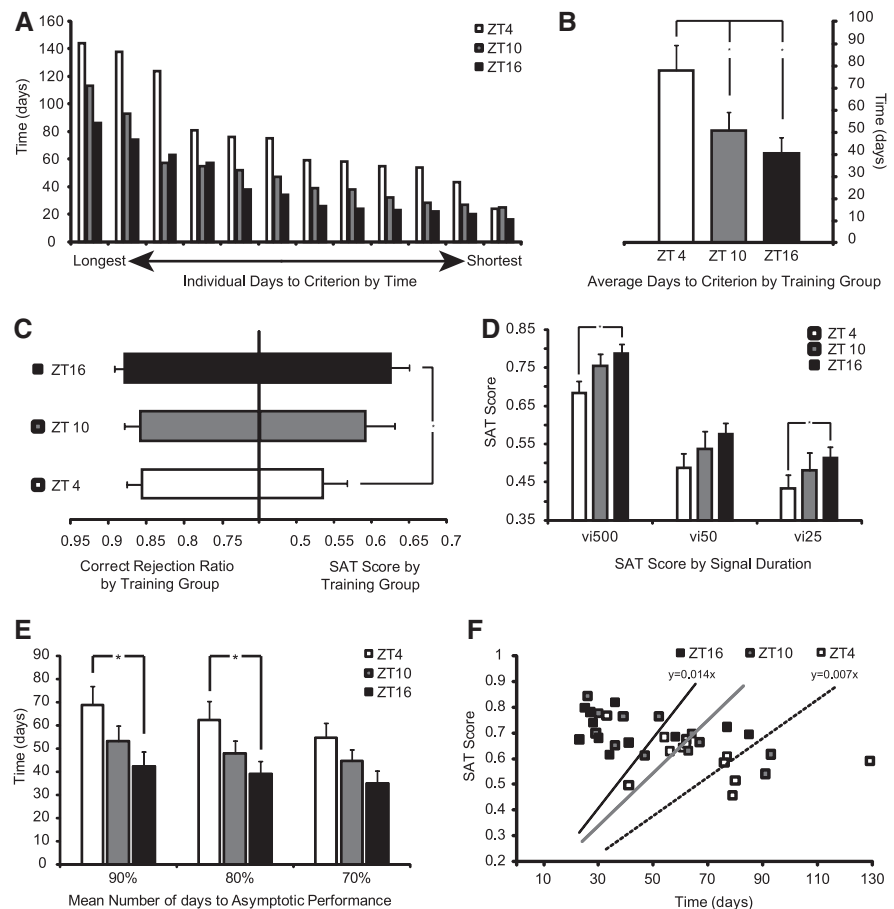 A
160
140
120
100
80
60
40
20
0
Time (days)
ZT4
ZT10
ZT16
Longest
Shortest
Individual Days to Criterion by Time
B
100
90
80
70
60
50
40
30
20
10
0
Time (days)
ZT 4
ZT 10
ZT16
Average Days to Criterion by Training Group
C
ZT16
ZT 10
ZT 4
0.95 0.9 0.85 0.8 0.75 0.5 0.55 0.6 0.65 0.7
Correct Rejection Ratio by Training Group
SAT Score by Training Group
D
0.85
0.75
0.65
0.55
0.45
0.35
SAT Score
ZT 4
ZT 10
ZT16
vi500 vi50 vi25
SAT Score by Signal Duration
E
90
80
70
60
50
40
30
20
10
0
Time (days)
* *
ZT4
ZT10
ZT16
90% 80% 70%
Mean Number of days to Asymptotic Performance
F
1
0.9
0.8
0.7
0.6
0.5
0.4
0.3
0.2
SAT Score
ZT16 ZT10 ZT4
y=0.014x y=0.007x
10 30 50 70 90 110 130
Time (days)